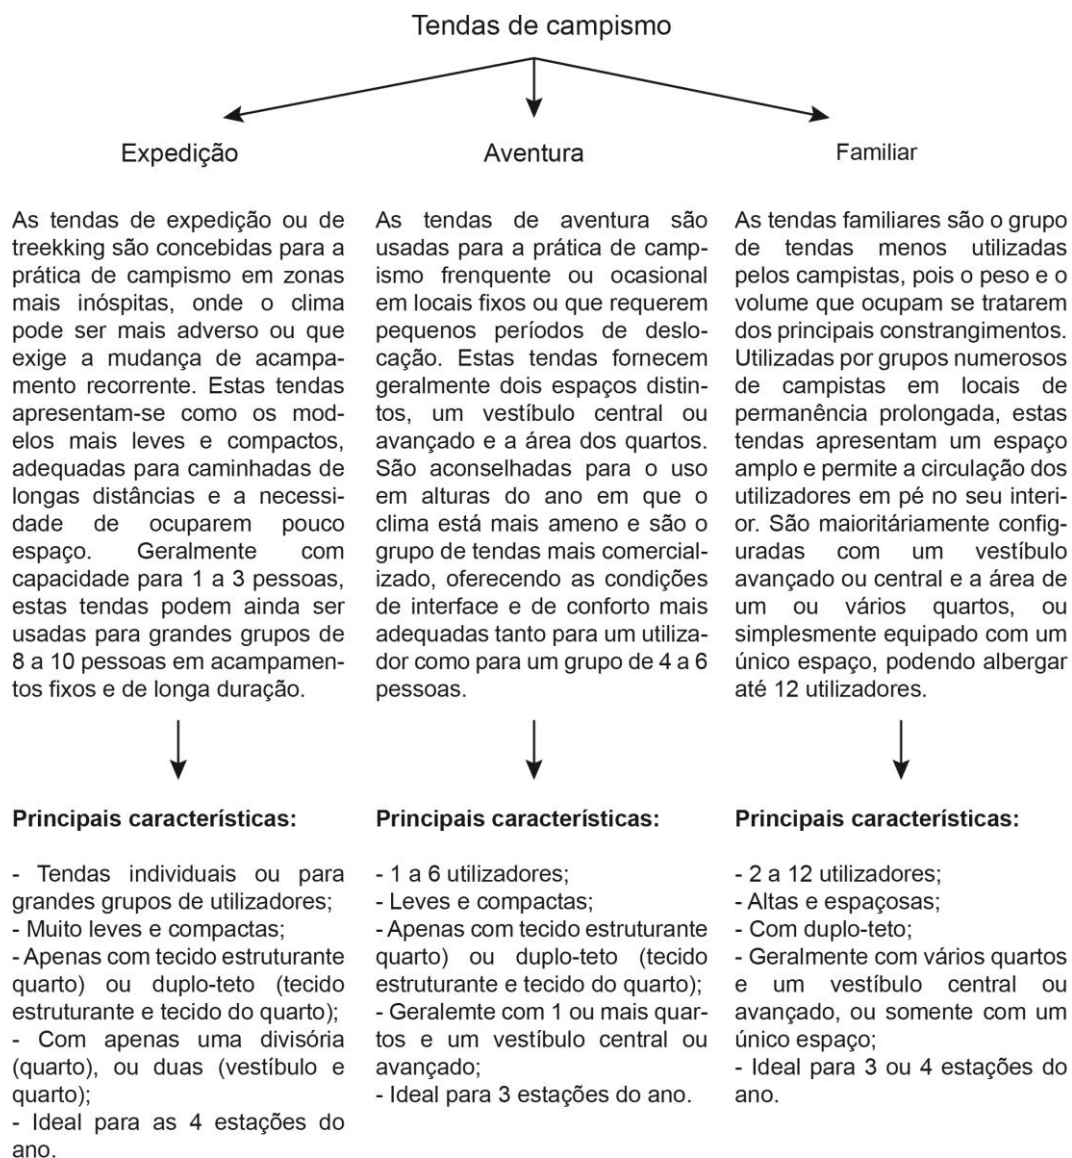 Tendas de campismo
Expedição
As tendas de expedição ou de
treekking são concebidas para a
prática de campismo em zonas
mais inóspitas, onde o clima
pode ser mais adverso ou que
exige a mudança de acampa-
mento recorrente. Estas tendas
apresentam-se como os mod-
elos mais leves e compactos,
adequadas para caminhadas de
longas distâncias e a necessi-
dade de ocuparem pouco
espaço. Geralmente com
capacidade para 1 a 3 pessoas,
estas tendas podem ainda ser
usadas para grandes grupos de
8 a 10 pessoas em acampamen-
tos fixos e de longa duração.
Principais características:
- Tendas individuais ou para
grandes grupos de utilizadores;
- Muito leves e compactas;
- Apenas com tecido estruturante
quarto) ou duplo-teto (tecido
estruturante e tecido do quarto);
- Com apenas uma divisória
(quarto), ou duas (vestíbulo e
quarto);
- Ideal para as 4 estações do
ano.
Aventura
As tendas de aventura são
usadas para a prática de camp-
ismo frenquente ou ocasional
em locais fixos ou que requerem
pequenos períodos de deslo-
cação. Estas tendas fornecem
geralmente dois espaços distin-
tos, um vestíbulo central ou
avançado e a área dos quartos.
São aconselhadas para o uso
em alturas do ano em que o
clima está mais ameno e são o
grupo de tendas mais comercial-
izado, oferecendo as condições
de interface e de conforto mais
adequadas tanto para um utiliza-
dor como para um grupo de 4 a 6
pessoas.
Principais características:
- 1 a 6 utilizadores;
- Leves e compactas;
- Apenas com tecido estruturante
quarto) ou duplo-teto (tecido
estruturante e tecido do quarto);
- Geralemte com 1 ou mais quar-
tos e um vestíbulo central ou
avançado;
- Ideal para 3 estações do ano.
Familiar
As tendas familiares são o grupo
de tendas menos utilizadas
pelos campistas, pois o peso e o
volume que ocupam se tratarem
dos principais constrangimentos.
Utilizadas por grupos numerosos
de campistas em locais de
permanência prolongada, estas
tendas apresentam um espaço
amplo e permite a circulação dos
utilizadores em pé no seu interi-
or. São maioritáriamente config-
uradas com um vestíbulo
avançado ou central e a área de
um ou vários quartos, ou
simplesmente equipado com um
único espaço, podendo albergar
até 12 utilizadores.
Principais características:
- 2 a 12 utilizadores;
- Altas e espaçosas;
- Com duplo-teto;
- Geralmente com vários quartos
e um vestíbulo central ou
avançado, ou somente com um
único espaço;
- Ideal para 3 ou 4 estações do
ano.